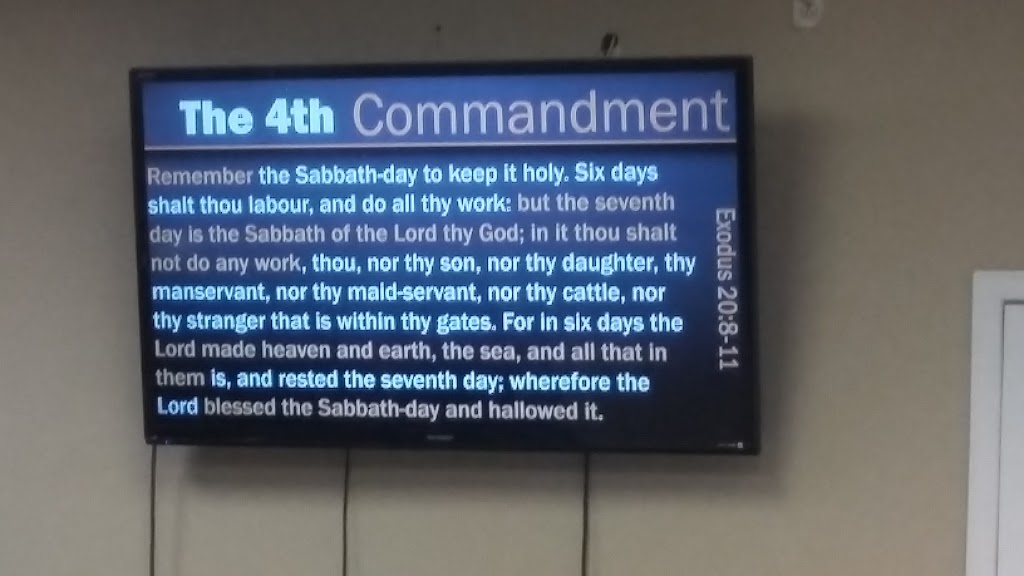 The 4th Commandment
Remember the Sabbath-day to keep it holy. Six days
shalt thou labour, and do all thy work: but the seventh
day is the Sabbath of the Lord thy God; in it thou shalt
not do any work, thou, nor thy son, nor thy daughter, thy
manservant, nor thy maid-servant, nor thy cattle, nor
thy stranger that is within thy gates. For in six days the
Lord made heaven and earth, the sea, and all that in
them is, and rested the seventh day; wherefore the
Lord blessed the Sabbath-day and hallowed it.
Exodus 20:8-11